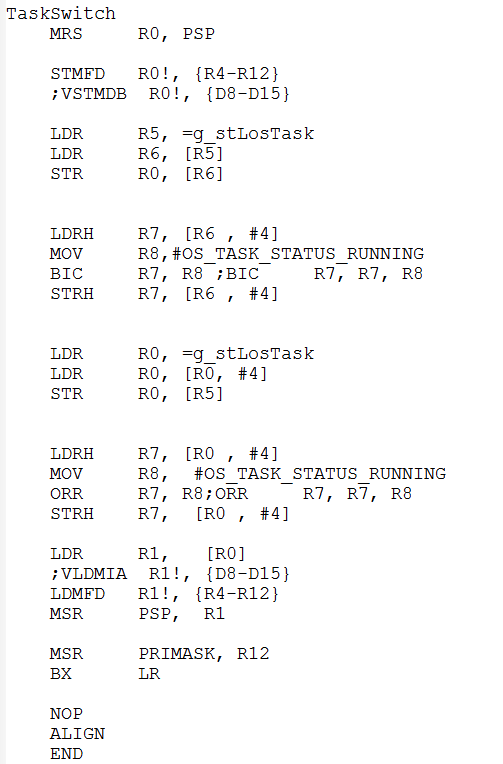 TaskSwitch
MRS R0, PSP
STMFD R0!, {R4-R12}
;VSTMDB R0!, {D8-D15}
LDR R5, =g_stLosTask
LDR R6, [R5]
STR R0, [R6]
LDRH R7, [R6 , #4]
MOV R8,#OS_TASK_STATUS_RUNNING
BIC R7, R8 ;BIC R7, R7, R8
STRH R7, [R6 , #4]
LDR R0, =g_stLosTask
LDR R0, [R0, #4]
STR R0, [R5]
LDRH R7, [R0 , #4]
MOV R8, #OS_TASK_STATUS_RUNNING
ORR R7, R8;ORR R7, R7, R8
STRH R7, [R0 , #4]
LDR R1, [R0]
;VLDMIA R1!, {D8-D15}
LDMFD R1!, {R4-R12}
MSR PSP, R1
MSR PRIMASK, R12
BX LR
NOP
ALIGN
END